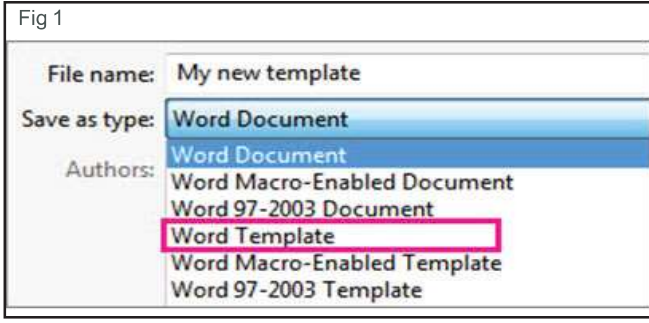 Fig 1
File name: My new template
Save as type: Word Document
Authors: Word Document
Word Macro-Enabled Document
Word 97-2003 Document
Word Template
Word Macro-Enabled Template
Word 97-2003 Template